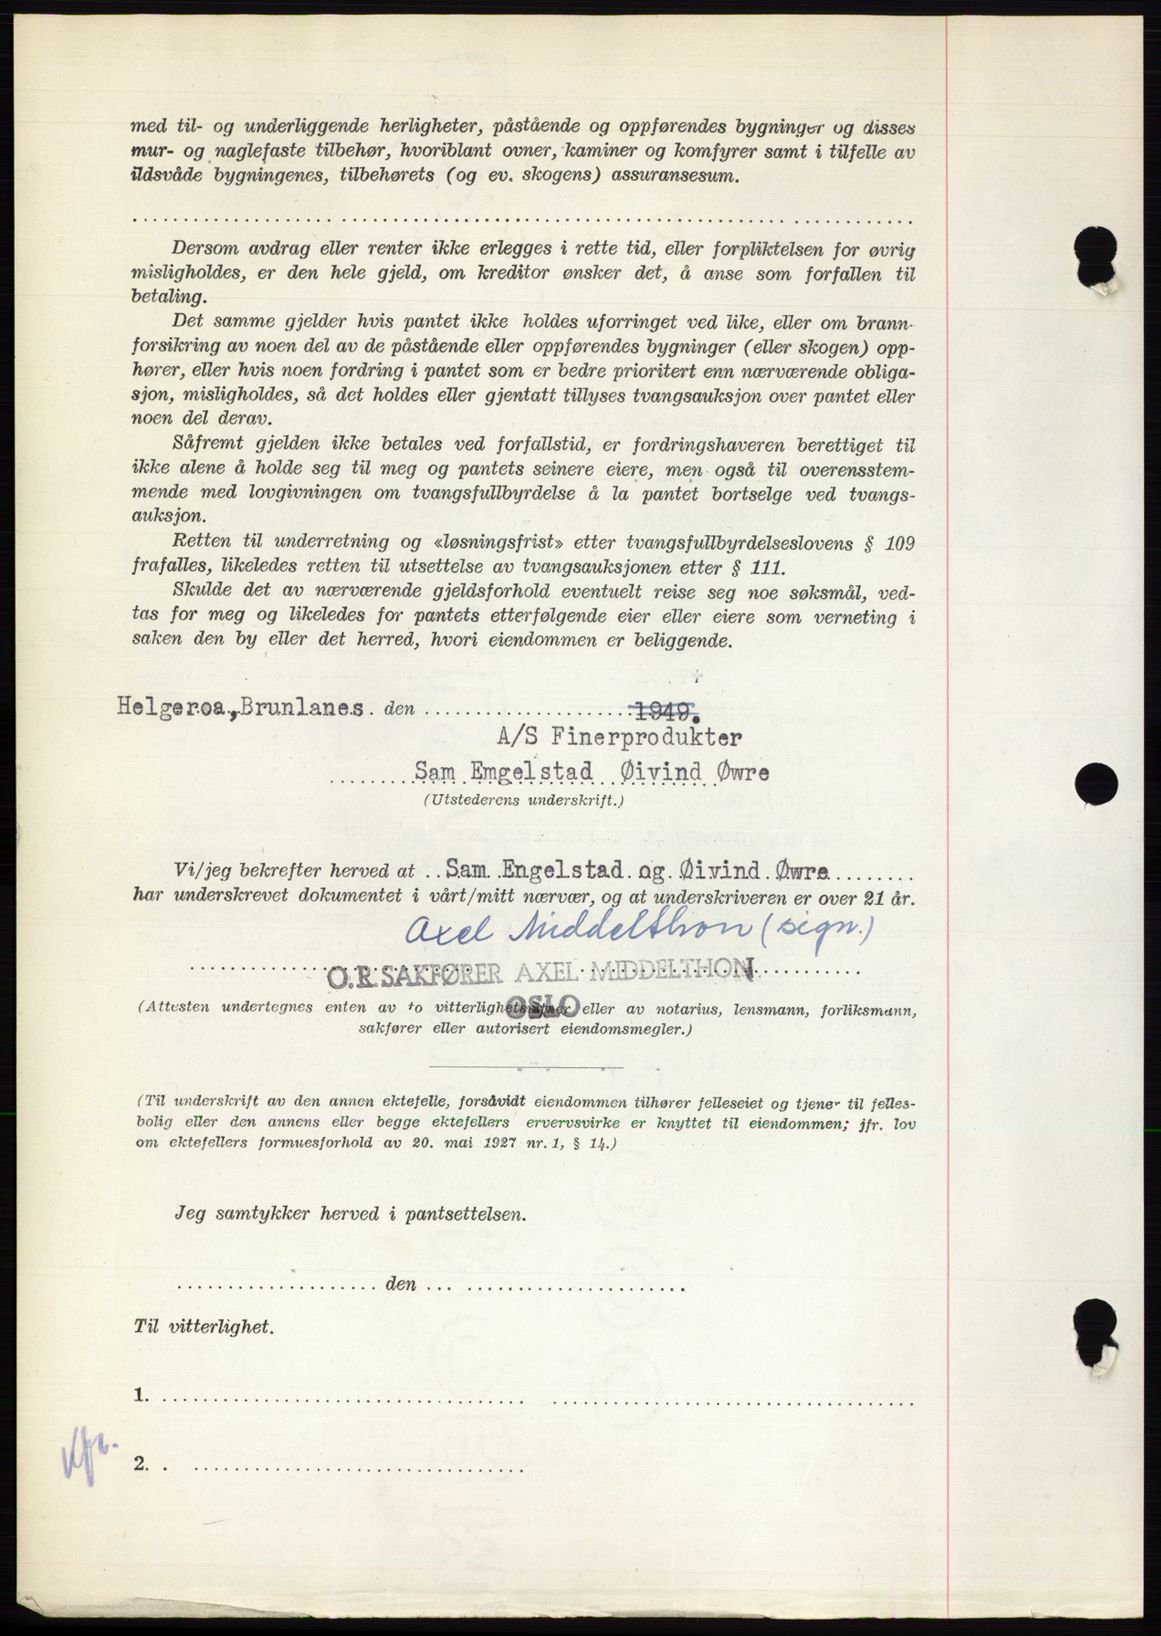 med til- og underliggende herligheter, påstående og oppførendes bygninger og disses
mur- og naglefaste tilbehør, hvoriblant ovner, kaminer og komfyrer samt i tilfelle av
ildsvåde bygningenes, tilbehørets (og ev. skogens) assuransesum.
Dersom avdrag eller renter ikke erlegges i rette tid, eller forpliktelsen for øvrig
misligholdes, er den hele gjeld, om kreditor ønsker det, å anse som forfallen til
betaling.
Det samme gjelder hvis pantet ikke holdes uforringet ved like, eller om brann-
forsikring av noen del av de påstående eller oppførendes bygninger (eller skogen) opp-
hører, eller hvis noen fordring i pantet som er bedre prioritert enn nærværende obliga-
sjon, misligholdes, så det holdes eller gjentatt tillyses tvangsauksjon over pantet eller
noen del derav.
Såfremt gjelden ikke betales ved forfallstid, er fordringshaveren berettiget til
ikke alene å holde seg til meg og pantets seinere eiere, men også til overensstem-
mende med lovgivningen om tvangsfullbyrdelse å la pantet bortselge ved tvangs-
auksjon.
Retten til underretning og «løsningsfrist» etter tvangsfullbyrdelseslovens § 109
frafalles, likeledes retten til utsettelse av tvangsauksjonen etter § 111.
Skulde det av nærværende gjeldsforhold eventuelt reise seg noe søksmål, ved-
tas for meg og likeledes for pantets etterfølgende eier eller eiere som verneting i
saken den by eller det herred, hvori eiendommen er beliggende.
Helgeroa, Brunlanes. den 1949.
A/S Finerprodukter
Sam Emgelstad Øivind Øwre
(Utstederens underskrift.)
Vi/jeg bekrefter herved at Sam Engelstad og Øivind Øwre
har underskrevet dokumentet i vårt/mitt nærvær, og at underskriveren er over 21 år.
Axel Middelthon (sign.)
O.R.SAKFØRER AXEL MIDDELTHON
OSLO
(Attesten undertegnes enten av to vitterlighetsvitner eller av notarius, lensmann, forliksmann,
sakfører eller autorisert eiendomsmegler.)
(Til underskrift av den annen ektefelle, forsåvidt eiendommen tilhører felleseiet og tjener til felles-
bolig eller den annens eller begge ektefellers ervervsvirke er knyttet til eiendommen; jfr. lov
om ektefellers formuesforhold av 20. mai 1927 nr. 1, § 14.)
Jeg samtykker herved i pantsettelsen.
den
Til vitterlighet.
1.
2.